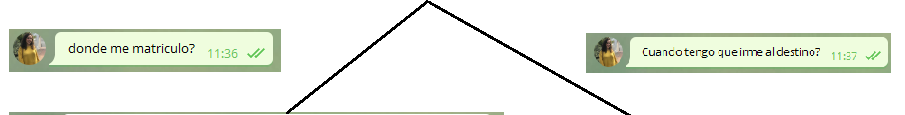 donde me matriculo? 11:36
Cuando tengo que irme al destino? 11:37